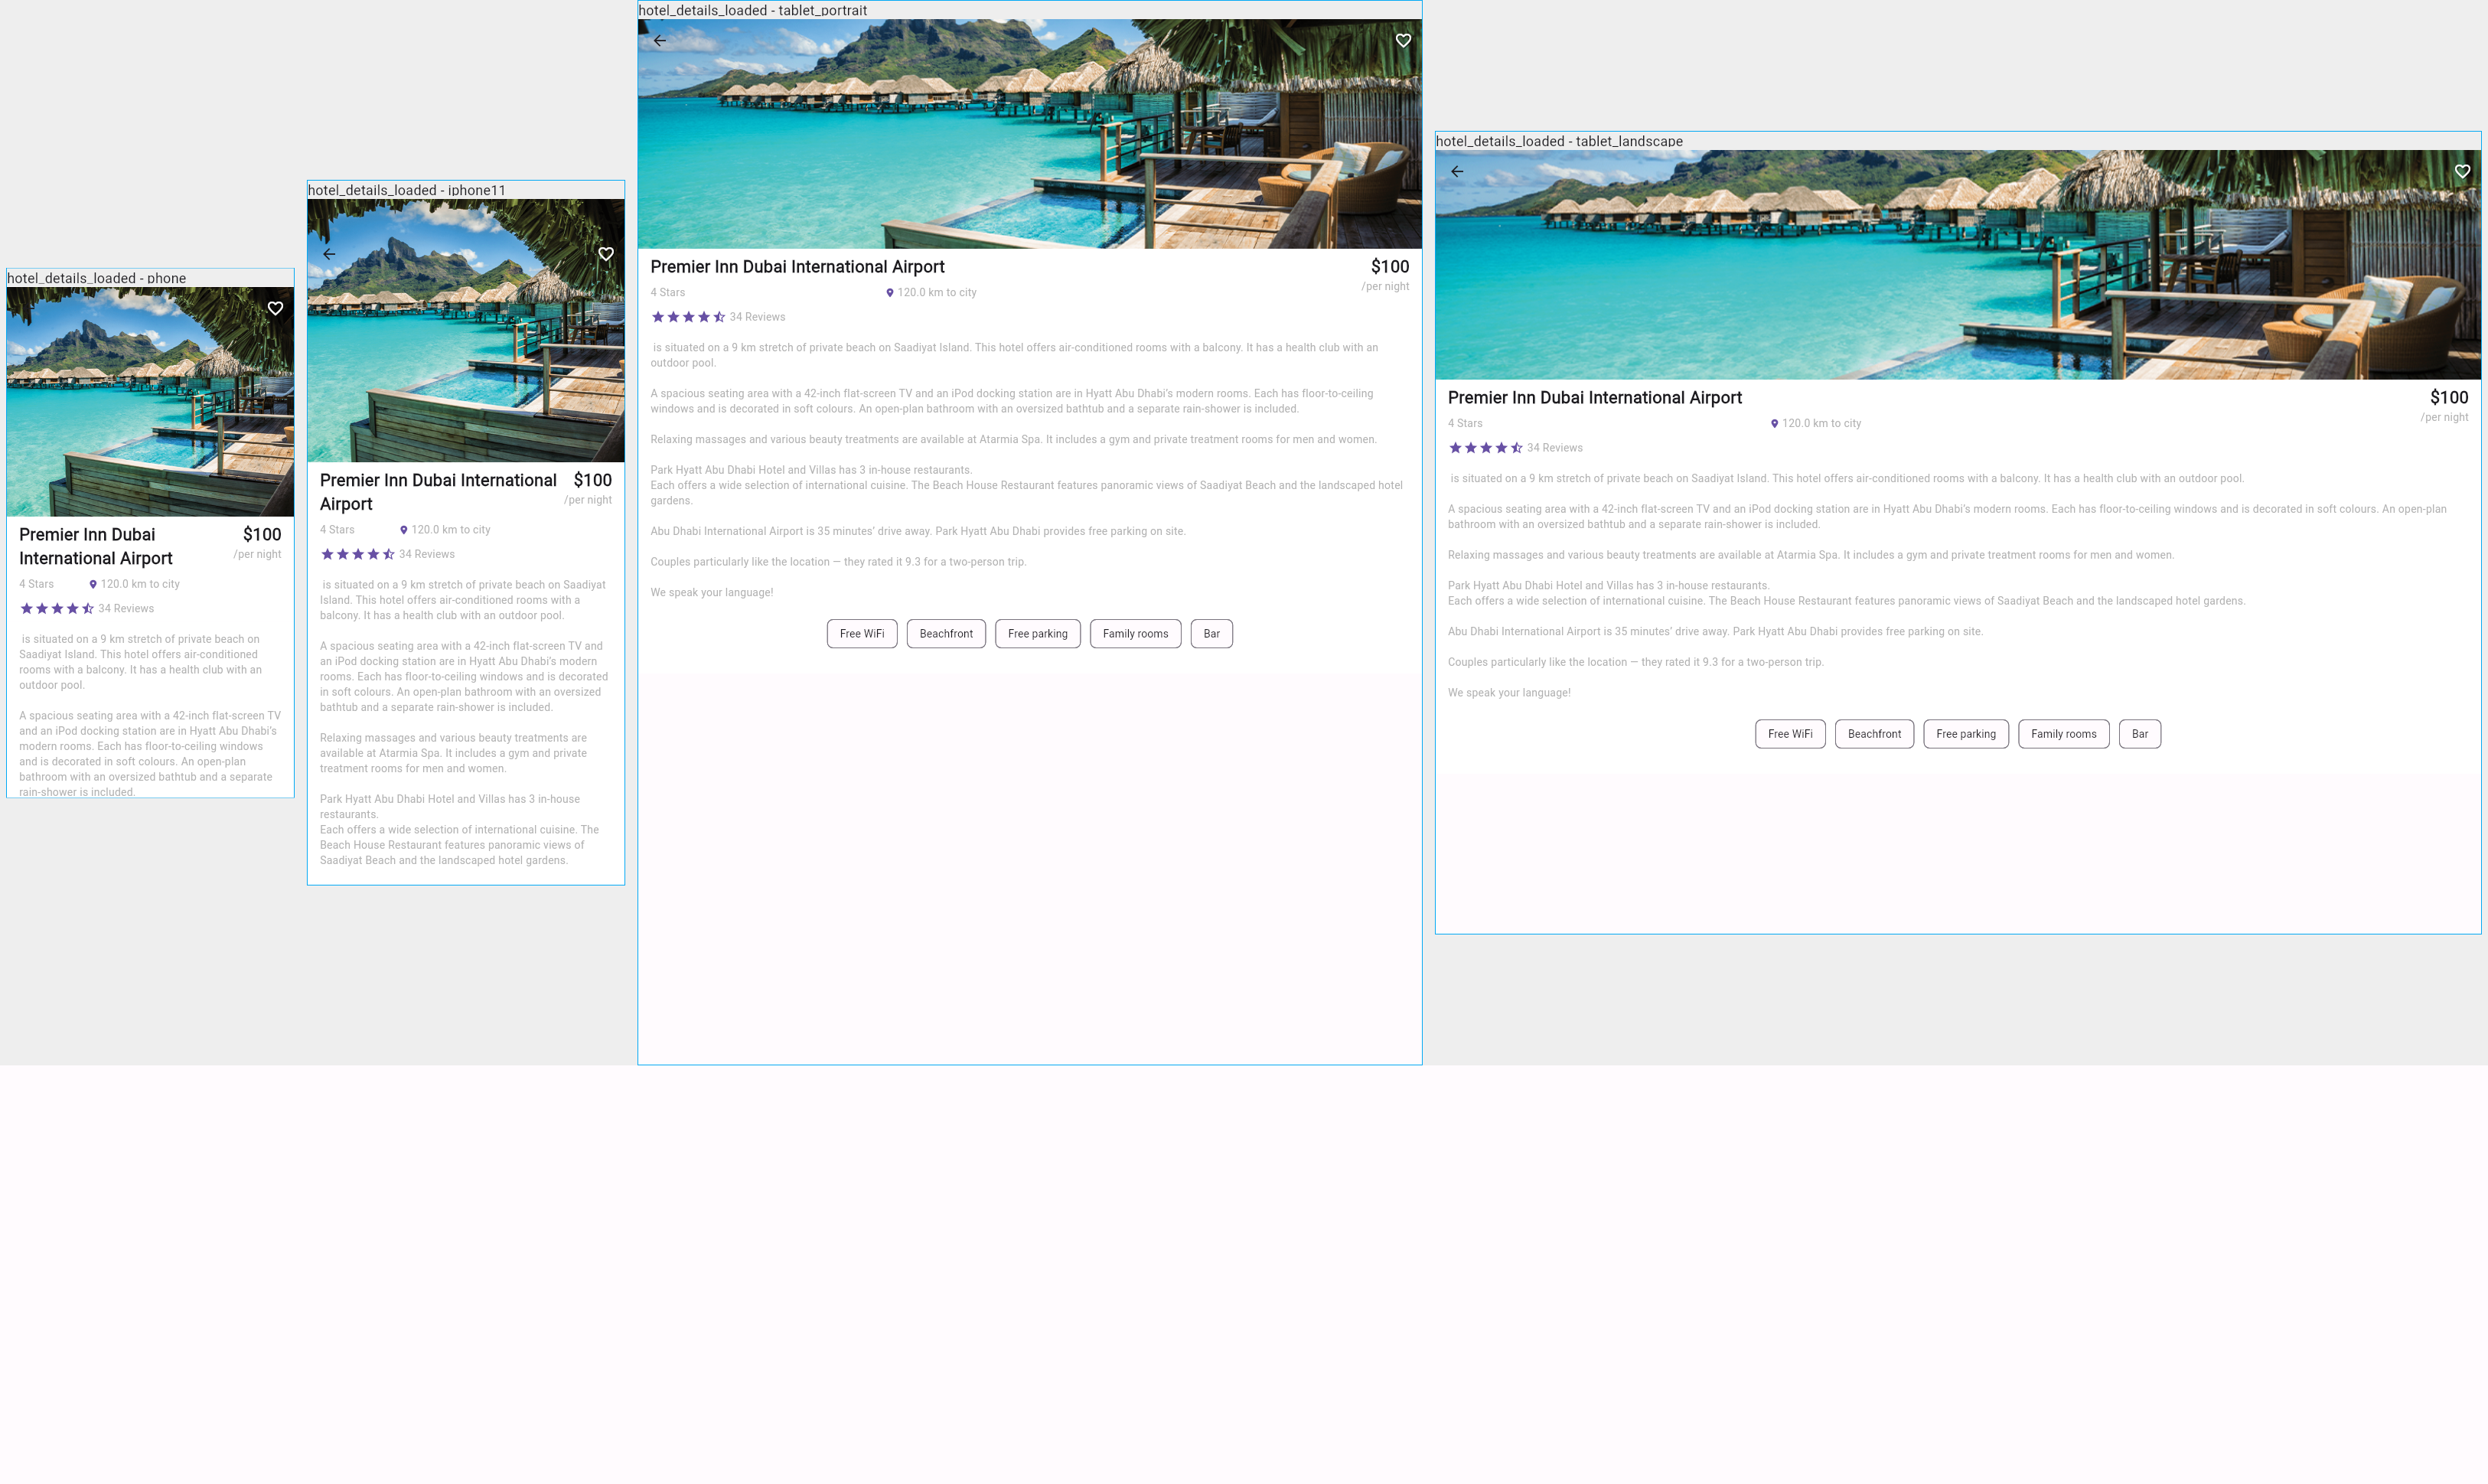 hotel_details_loaded - phone
Premier Inn Dubai
International Airport
$100
/per night
4 Stars
120.0 km to city
34 Reviews
is situated on a 9 km stretch of private beach on
Saadiyat Island. This hotel offers air-conditioned
rooms with a balcony. It has a health club with an
outdoor pool.
A spacious seating area with a 42-inch flat-screen TV
and an iPod docking station are in Hyatt Abu Dhabi’s
modern rooms. Each has floor-to-ceiling windows
and is decorated in soft colours. An open-plan
bathroom with an oversized bathtub and a separate
rain-shower is included.
hotel_details_loaded - iphone11
Premier Inn Dubai International
Airport
$100
/per night
4 Stars
120.0 km to city
34 Reviews
is situated on a 9 km stretch of private beach on Saadiyat
Island. This hotel offers air-conditioned rooms with a
balcony. It has a health club with an outdoor pool.
A spacious seating area with a 42-inch flat-screen TV and
an iPod docking station are in Hyatt Abu Dhabi’s modern
rooms. Each has floor-to-ceiling windows and is decorated
in soft colours. An open-plan bathroom with an oversized
bathtub and a separate rain-shower is included.
Relaxing massages and various beauty treatments are
available at Atarmia Spa. It includes a gym and private
treatment rooms for men and women.
Park Hyatt Abu Dhabi Hotel and Villas has 3 in-house
restaurants.
Each offers a wide selection of international cuisine. The
Beach House Restaurant features panoramic views of
Saadiyat Beach and the landscaped hotel gardens.
hotel_details_loaded - tablet_portrait
Premier Inn Dubai International Airport
$100
/per night
4 Stars
120.0 km to city
34 Reviews
is situated on a 9 km stretch of private beach on Saadiyat Island. This hotel offers air-conditioned rooms with a balcony. It has a health club with an
outdoor pool.
A spacious seating area with a 42-inch flat-screen TV and an iPod docking station are in Hyatt Abu Dhabi’s modern rooms. Each has floor-to-ceiling
windows and is decorated in soft colours. An open-plan bathroom with an oversized bathtub and a separate rain-shower is included.
Relaxing massages and various beauty treatments are available at Atarmia Spa. It includes a gym and private treatment rooms for men and women.
Park Hyatt Abu Dhabi Hotel and Villas has 3 in-house restaurants.
Each offers a wide selection of international cuisine. The Beach House Restaurant features panoramic views of Saadiyat Beach and the landscaped hotel
gardens.
Abu Dhabi International Airport is 35 minutes’ drive away. Park Hyatt Abu Dhabi provides free parking on site.
Couples particularly like the location — they rated it 9.3 for a two-person trip.
We speak your language!
Free WiFi
Beachfront
Free parking
Family rooms
Bar
hotel_details_loaded - tablet_landscape
Premier Inn Dubai International Airport
$100
/per night
4 Stars
120.0 km to city
34 Reviews
is situated on a 9 km stretch of private beach on Saadiyat Island. This hotel offers air-conditioned rooms with a balcony. It has a health club with an outdoor pool.
A spacious seating area with a 42-inch flat-screen TV and an iPod docking station are in Hyatt Abu Dhabi’s modern rooms. Each has floor-to-ceiling windows and is decorated in soft colours. An open-plan
bathroom with an oversized bathtub and a separate rain-shower is included.
Relaxing massages and various beauty treatments are available at Atarmia Spa. It includes a gym and private treatment rooms for men and women.
Park Hyatt Abu Dhabi Hotel and Villas has 3 in-house restaurants.
Each offers a wide selection of international cuisine. The Beach House Restaurant features panoramic views of Saadiyat Beach and the landscaped hotel gardens.
Abu Dhabi International Airport is 35 minutes’ drive away. Park Hyatt Abu Dhabi provides free parking on site.
Couples particularly like the location — they rated it 9.3 for a two-person trip.
We speak your language!
Free WiFi
Beachfront
Free parking
Family rooms
Bar